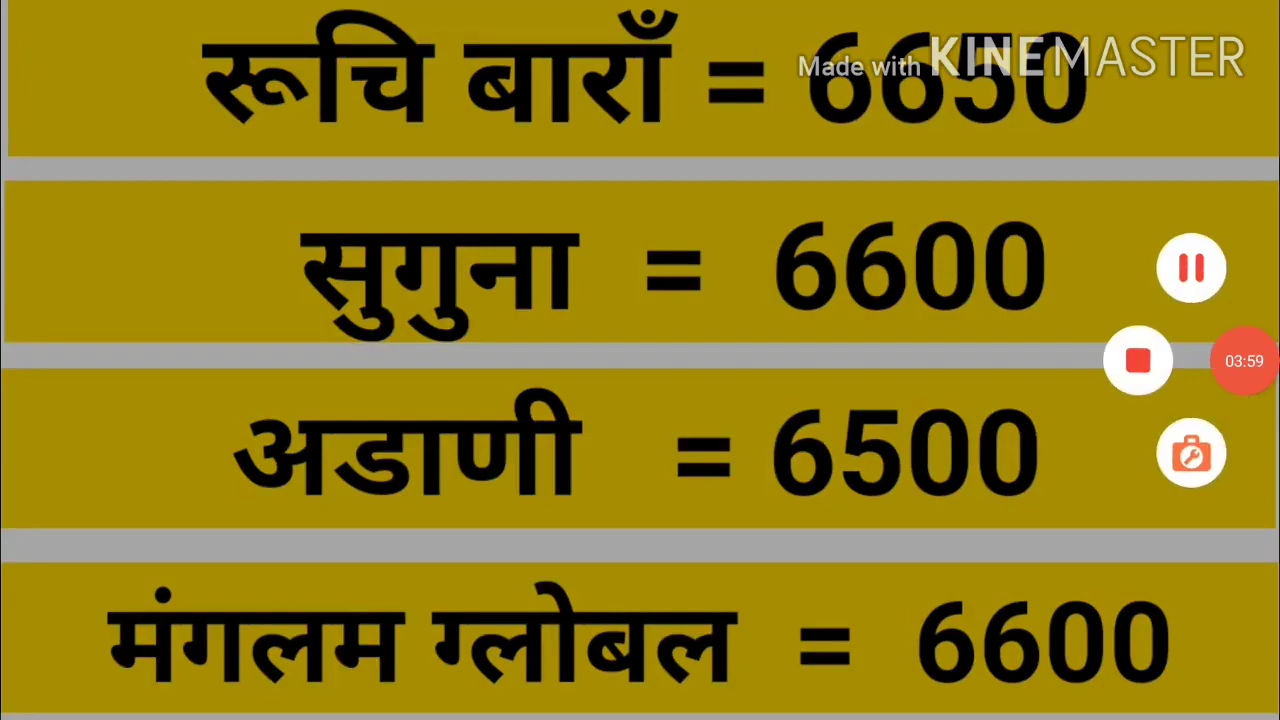 रूचि बाराँ = 6650
Made with KINEMASTER
सुगुना = 6600
03:59
अडाणी = 6500
मंगलम ग्लोबल = 6600